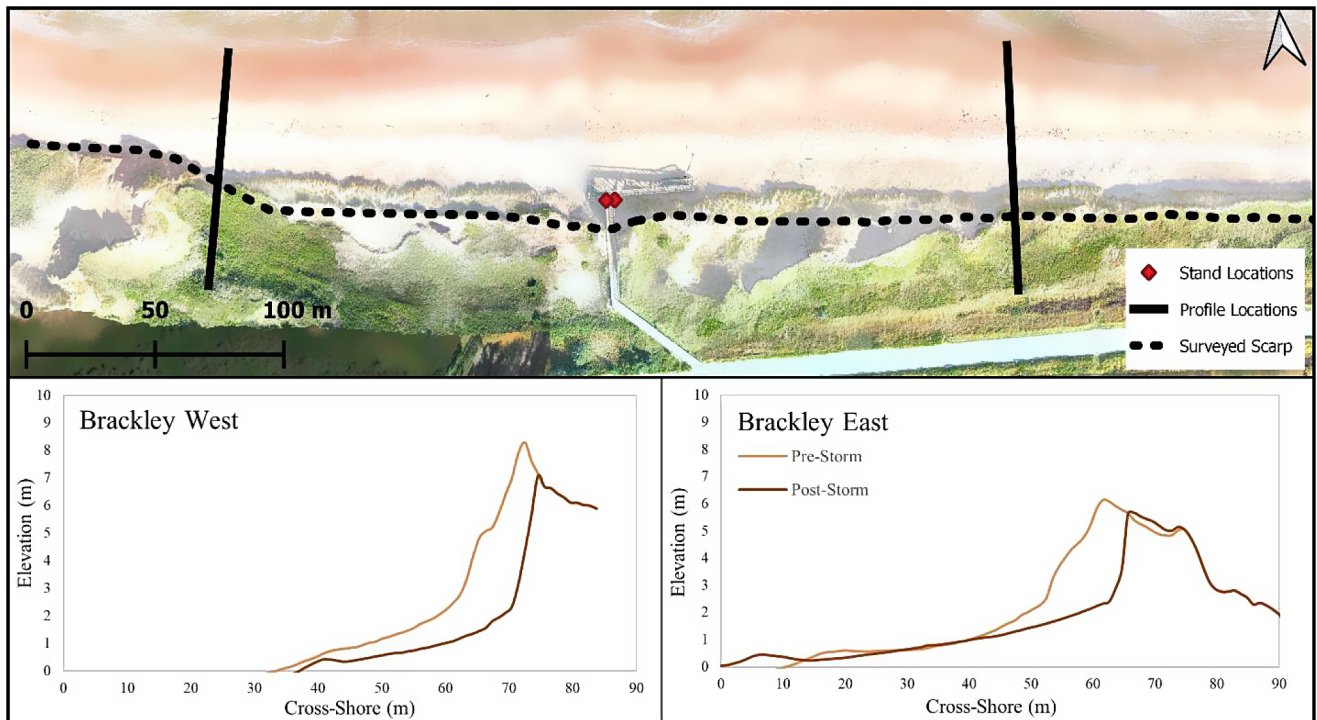 Stand Locations
Profile Locations
Surveyed Scarp
0 50 100 m
Brackley West
Elevation (m)
10
9
8
7
6
5
4
3
2
1
0
0 10 20 30 40 50 60 70 80 90
Cross-Shore (m)
Brackley East
Pre-Storm
Post-Storm
Elevation (m)
10
9
8
7
6
5
4
3
2
1
0
0 10 20 30 40 50 60 70 80 90
Cross-Shore (m)